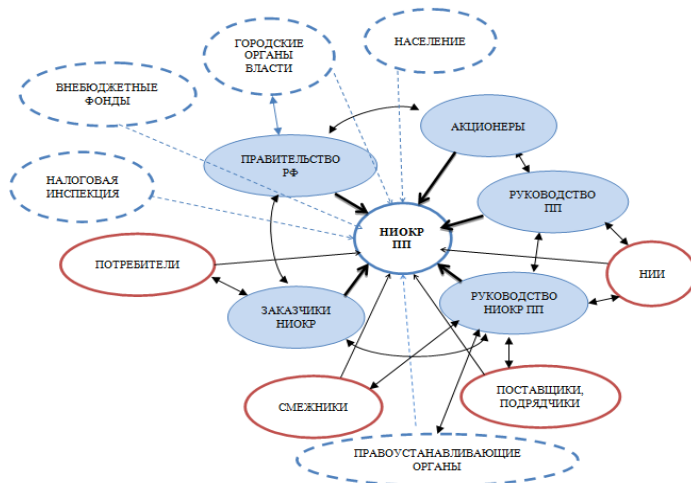 ГОРОДСКИЕ
ОРГАНЫ
ВЛАСТИ
НАСЕЛЕНИЕ
ВНЕБЮДЖЕТНЫЕ
ФОНДЫ
АКЦИОНЕРЫ
ПРАВИТЕЛЬСТВО
РФ
НАЛОГОВАЯ
ИНСПЕКЦИЯ
РУКОВОДСТВО
ПП
НИОКР
ПП
ПОТРЕБИТЕЛИ
НИИ
ЗАКАЗЧИКИ
НИОКР
РУКОВОДСТВО
НИОКР ПП
СМЕЖНИКИ
ПОСТАВЩИКИ,
ПОДРЯДЧИКИ
ПРАВОУСТАНАВЛИВАЮЩИЕ
ОРГАНЫ